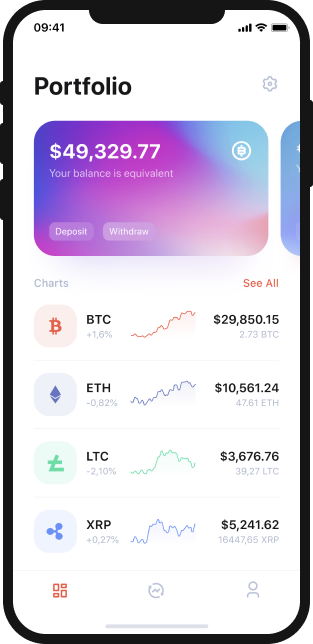 09:41
Portfolio
$49,329.77
Your balance is equivalent
Deposit Withdraw
Charts See All
BTC $29,850.15
+1,6% 2.73 BTC
ETH $10,561.24
-0,82% 47.61 ETH
LTC $3,676.76
-2,10% 39,27 LTC
XRP $5,241.62
+0,27% 16447,65 XRP